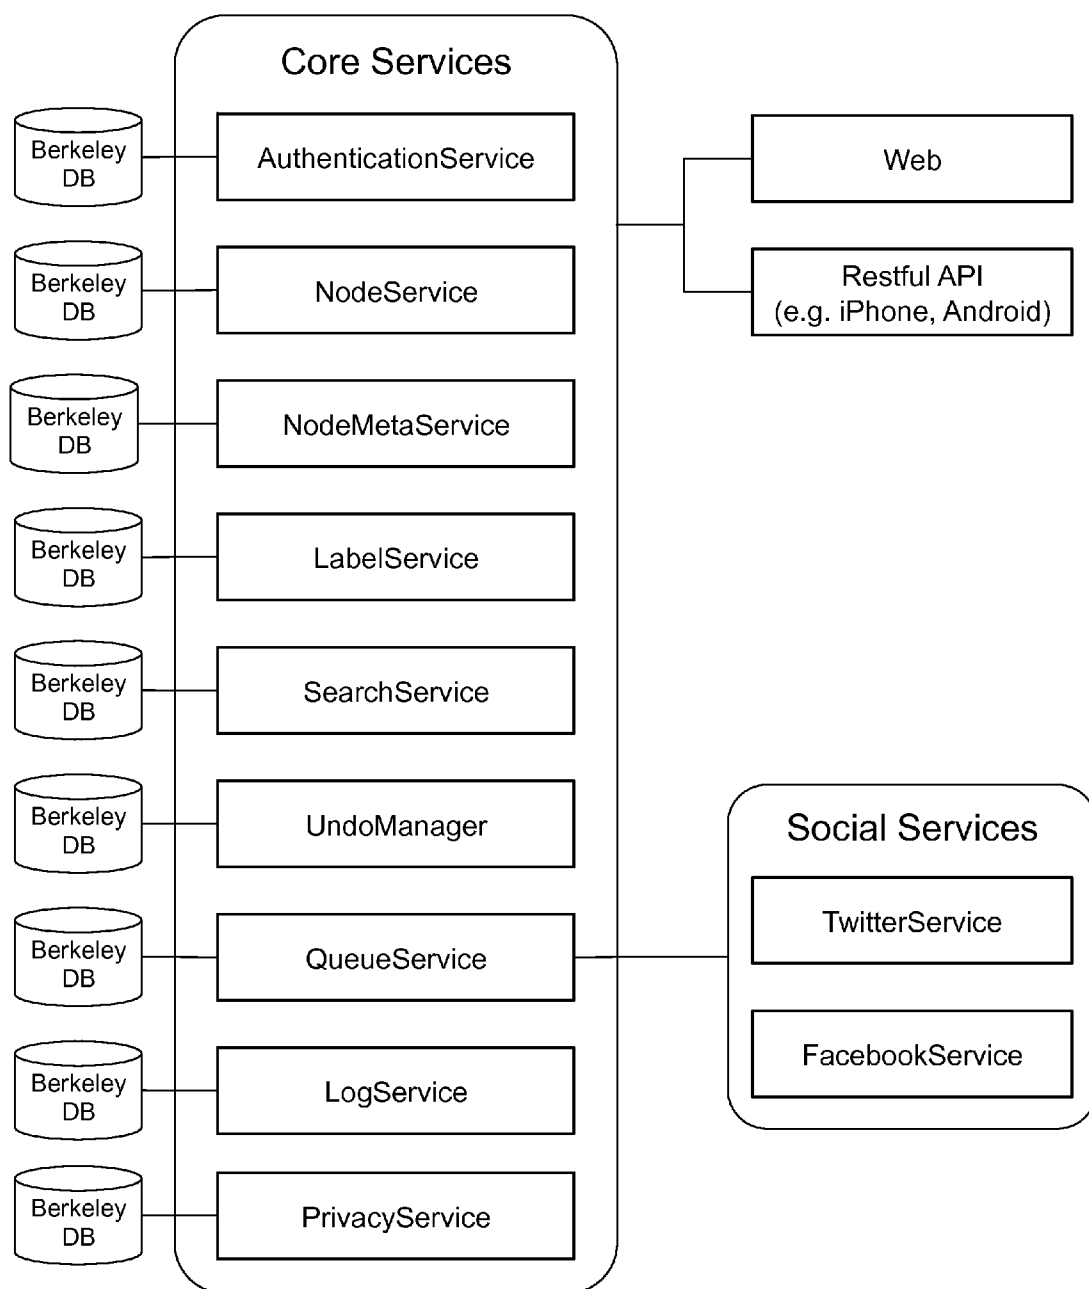 Core Services
Berkeley
DB
AuthenticationService
Berkeley
DB
NodeService
Berkeley
DB
NodeMetaService
Berkeley
DB
LabelService
Berkeley
DB
SearchService
Berkeley
DB
UndoManager
Berkeley
DB
QueueService
Berkeley
DB
LogService
Berkeley
DB
PrivacyService
Web
Restful API
(e.g. iPhone, Android)
Social Services
TwitterService
FacebookService